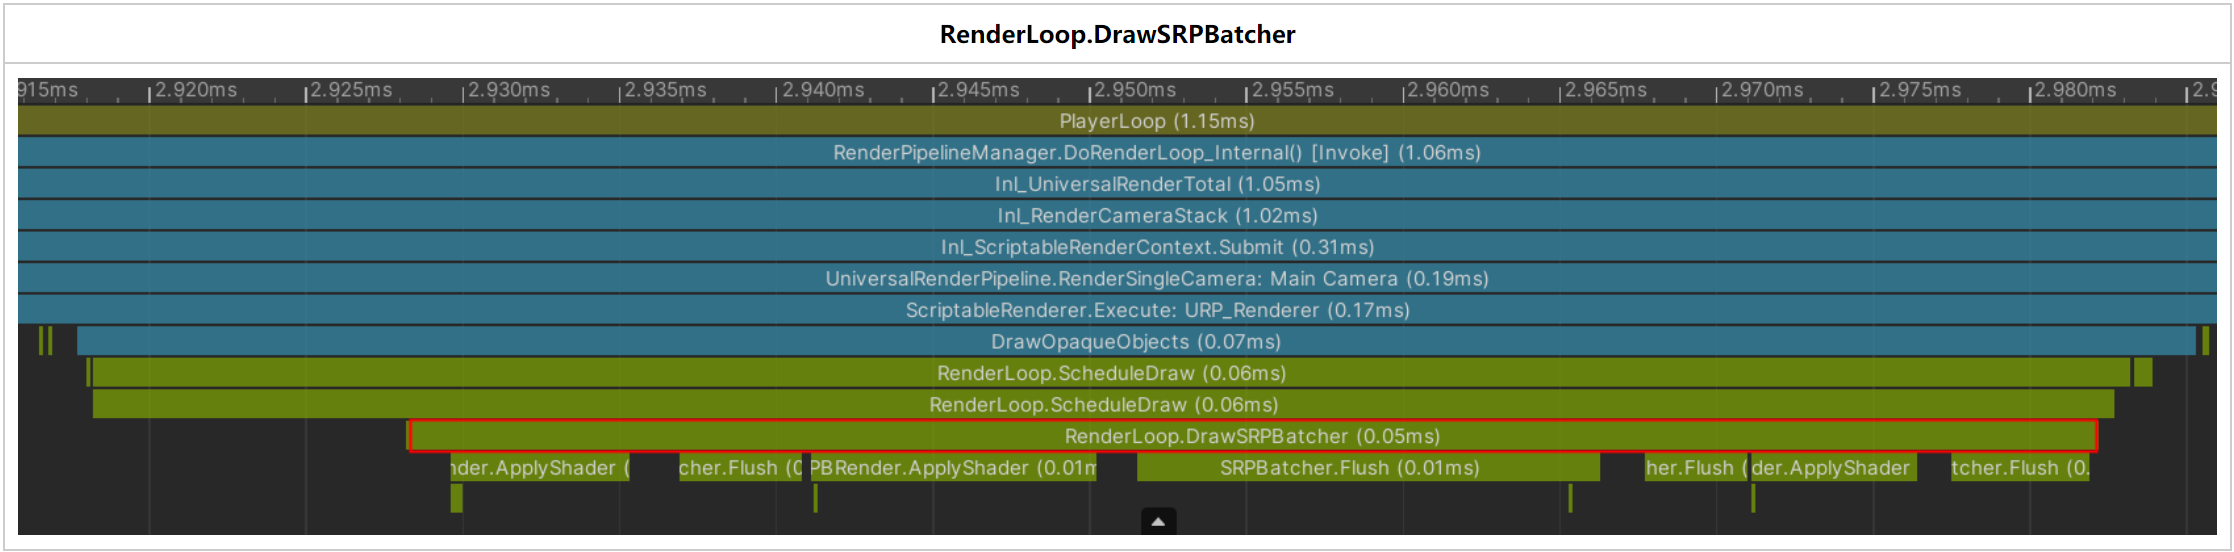 RenderLoop.DrawSRPBatcher
915ms 2.920ms 2.925ms 2.930ms 2.935ms 2.940ms 2.945ms 2.950ms 2.955ms 2.960ms 2.965ms 2.970ms 2.975ms 2.980ms 2.9
PlayerLoop (1.15ms)
RenderPipelineManager.DoRenderLoop_Internal() [Invoke] (1.06ms)
Inl_UniversalRenderTotal (1.05ms)
Inl_RenderCameraStack (1.02ms)
Inl_ScriptableRenderContext.Submit (0.31ms)
UniversalRenderPipeline.RenderSingleCamera: Main Camera (0.19ms)
ScriptableRenderer.Execute: URP_Renderer (0.17ms)
DrawOpaqueObjects (0.07ms)
RenderLoop.ScheduleDraw (0.06ms)
RenderLoop.ScheduleDraw (0.06ms)
RenderLoop.DrawSRPBatcher (0.05ms)
nder.ApplyShader ( cher.Flush (0 PBRender.ApplyShader (0.01m SRPBatcher.Flush (0.01ms) her.Flush ( der.ApplyShader tcher.Flush (0.